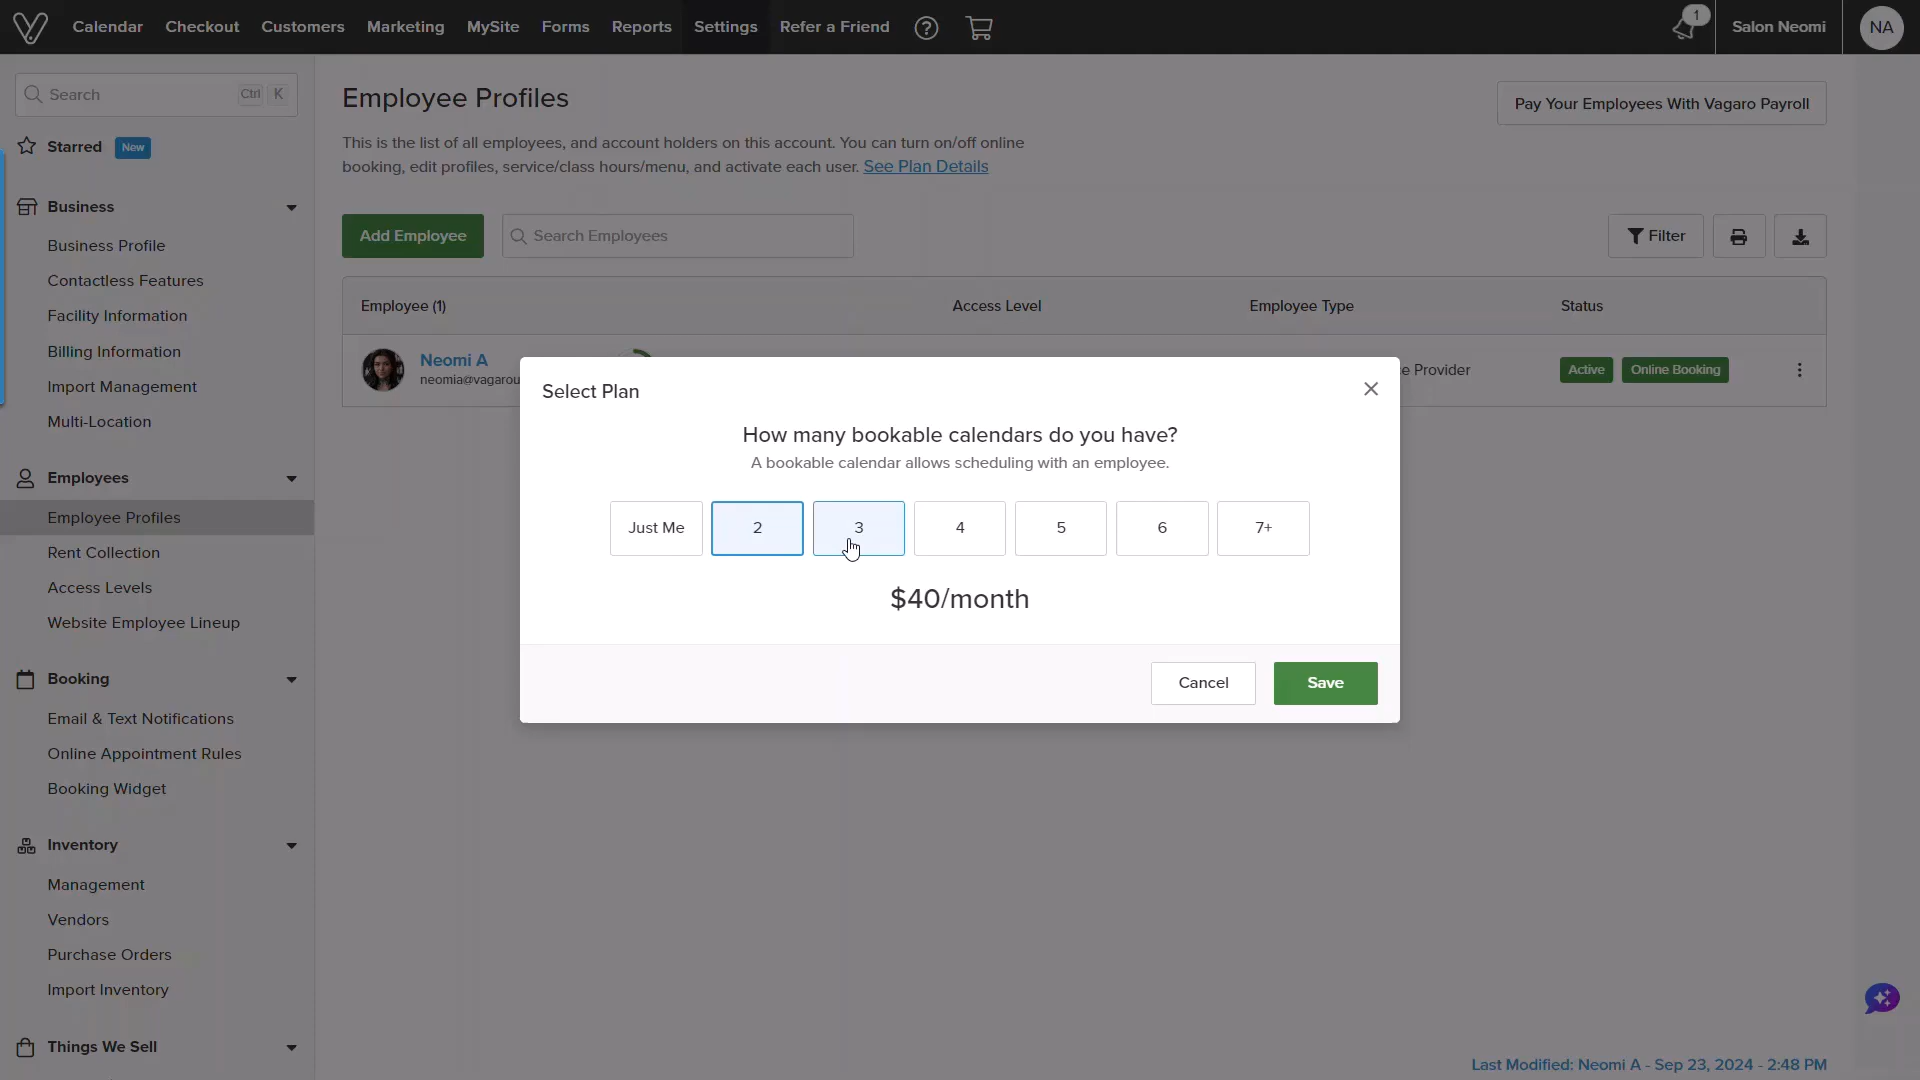 Calendar Checkout Customers Marketing MySite Forms Reports Settings Refer a Friend ? 1 Salon Neomi NA
Search Ctrl K
Starred New
Business
Business Profile
Contactless Features
Facility Information
Billing Information
Import Management
Multi-Location
Employees
Employee Profiles
Rent Collection
Access Levels
Website Employee Lineup
Booking
Email & Text Notifications
Online Appointment Rules
Booking Widget
Inventory
Management
Vendors
Purchase Orders
Import Inventory
Things We Sell
Employee Profiles
Pay Your Employees With Vagaro Payroll
This is the list of all employees, and account holders on this account. You can turn on/off online
booking, edit profiles, service/class hours/menu, and activate each user. See Plan Details
Add Employee Search Employees Filter
Employee (1) Access Level Employee Type Status
Neomi A
neomia@vagarou
e Provider Active Online Booking
Select Plan
How many bookable calendars do you have?
A bookable calendar allows scheduling with an employee.
Just Me 2 3 4 5 6 7+
$40/month
Cancel Save
Last Modified: Neomi A - Sep 23, 2024 - 2:48 PM